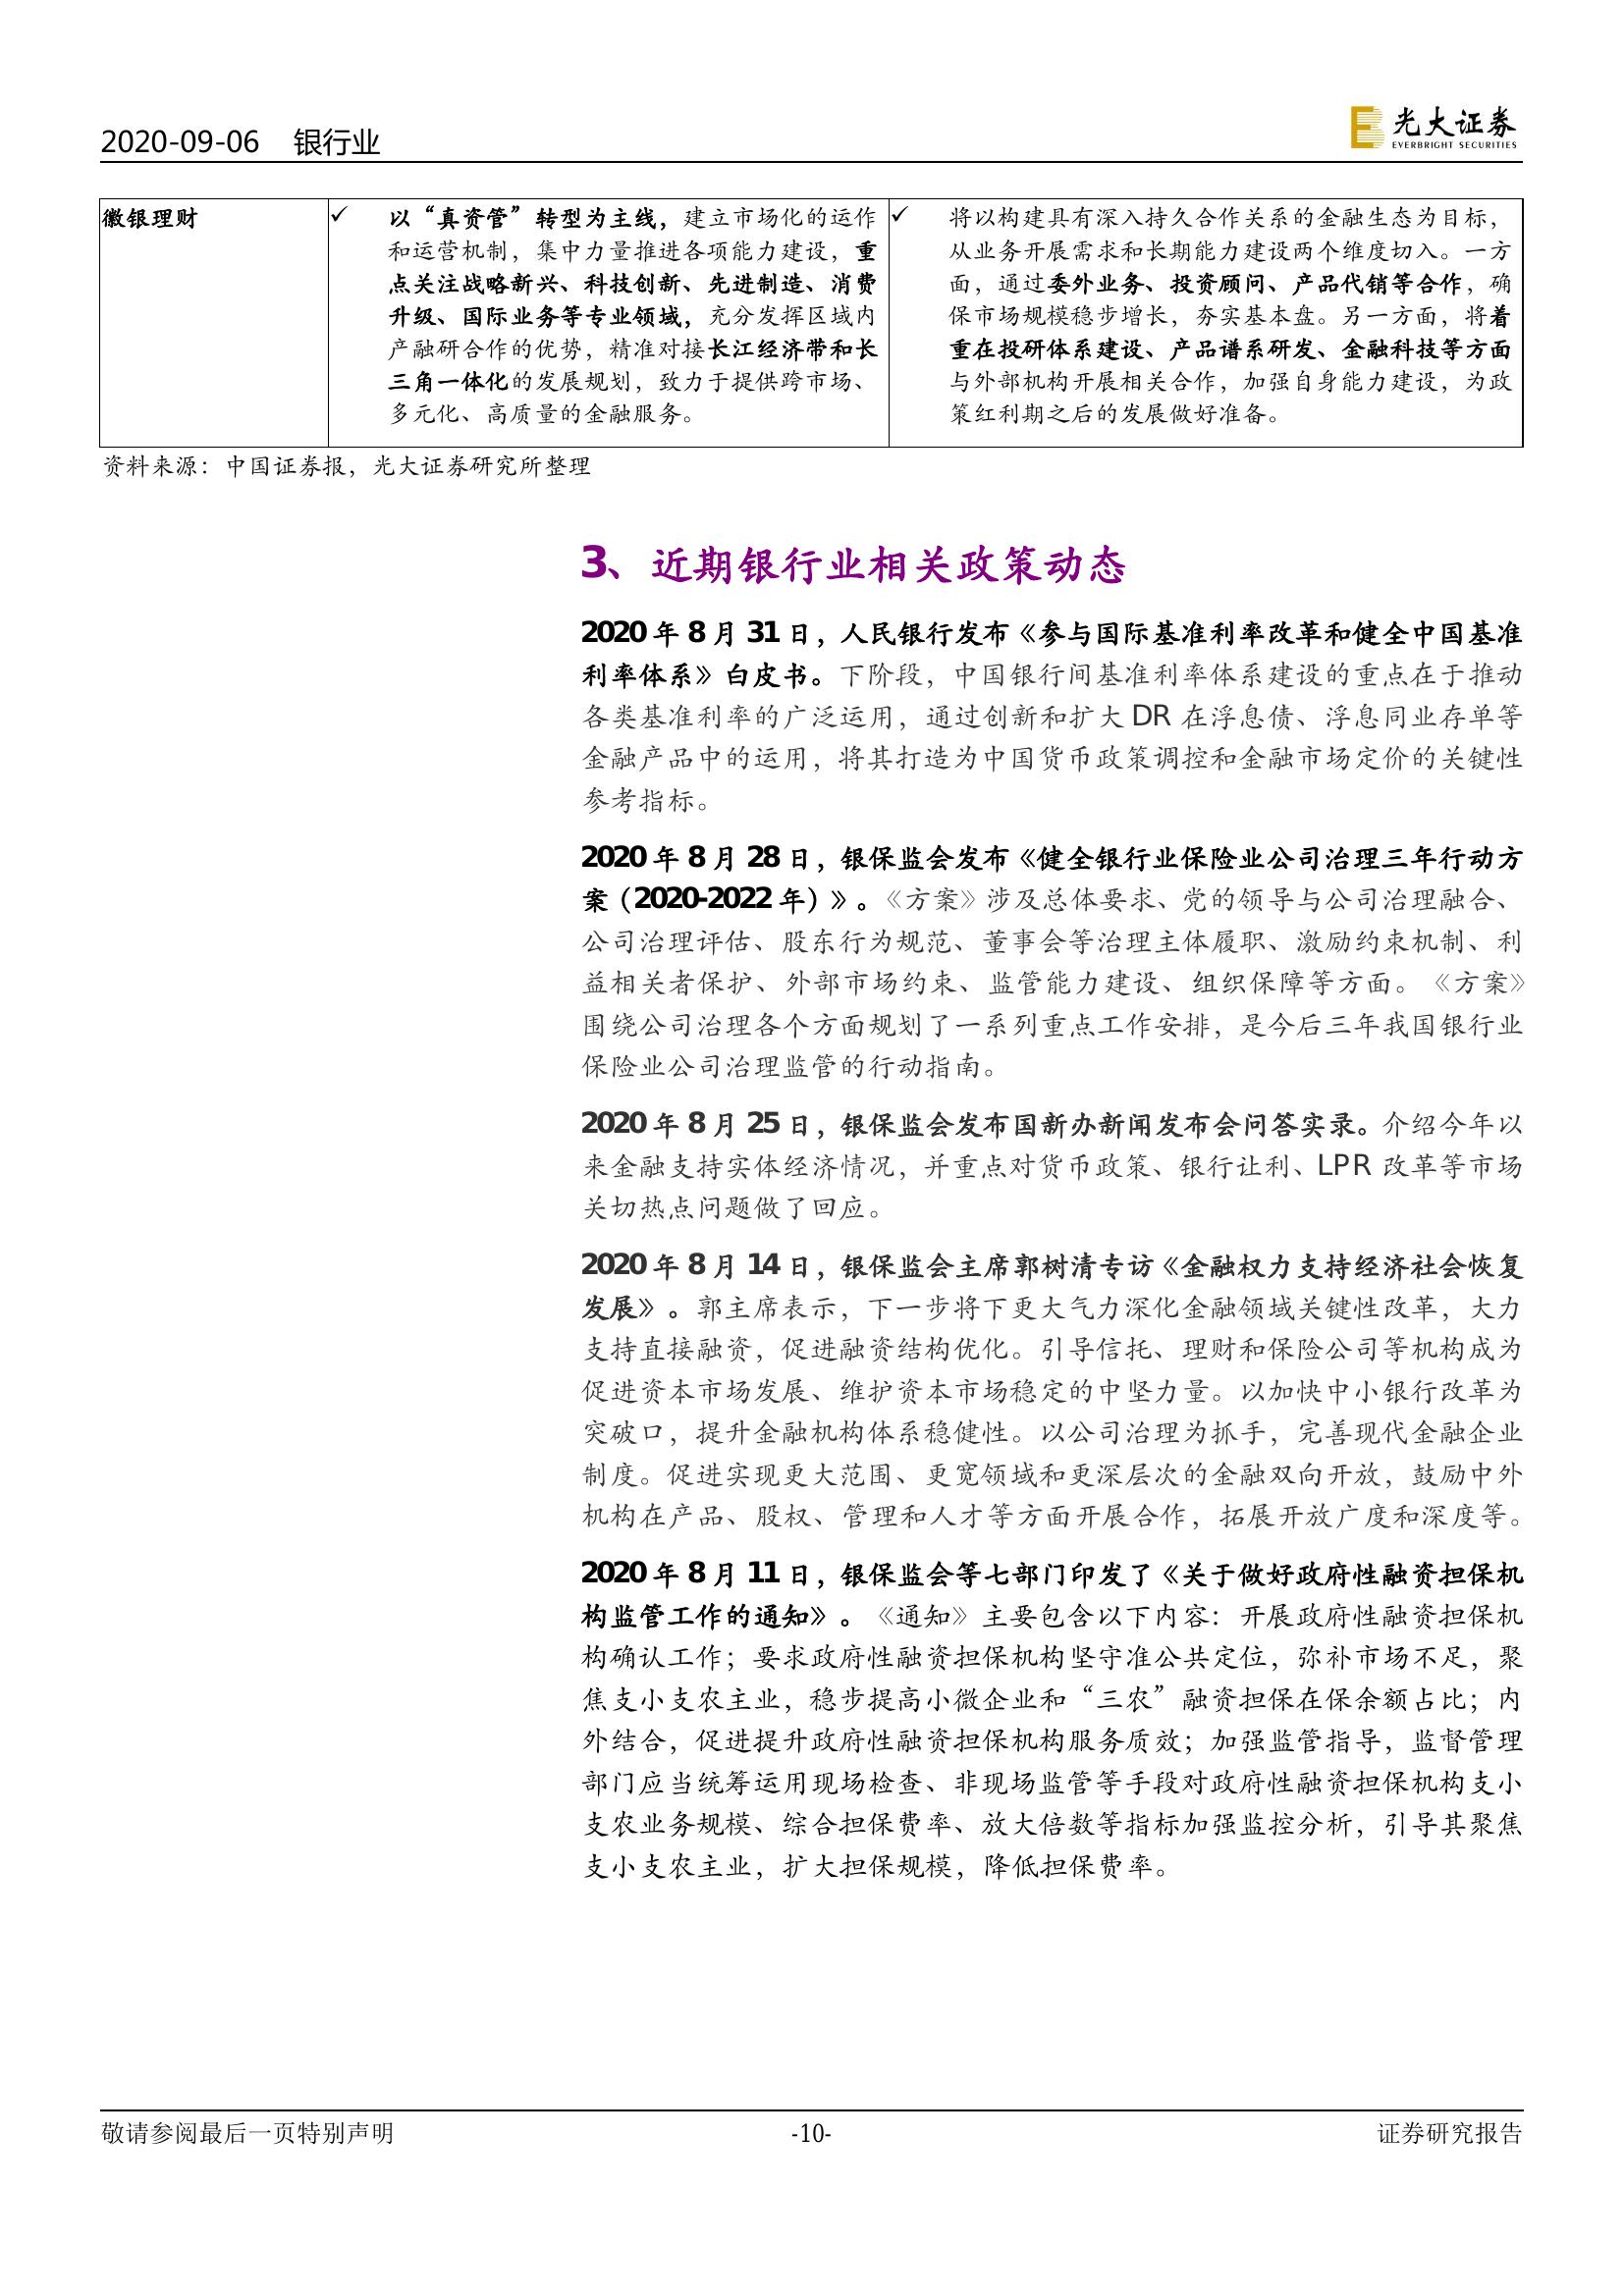 2020-09-06 银行业
光大证券
EVERBRIGHT SECURITIES
徽银理财
✓ 以“真资管”转型为主线，建立市场化的运作
和运营机制，集中力量推进各项能力建设，重
点关注战略新兴、科技创新、先进制造、消费
升级、国际业务等专业领域，充分发挥区域内
产融研合作的优势，精准对接长江经济带和长
三角一体化的发展规划，致力于提供跨市场、
多元化、高质量的金融服务。
✓ 将以构建具有深入持久合作关系的金融生态为目标，
从业务开展需求和长期能力建设两个维度切入。一方
面，通过委外业务、投资顾问、产品代销等合作，确
保市场规模稳步增长，夯实基本盘。另一方面，将着
重在投研体系建设、产品谱系研发、金融科技等方面
与外部机构开展相关合作，加强自身能力建设，为政
策红利期之后的发展做好准备。
资料来源：中国证券报，光大证券研究所整理
3、近期银行业相关政策动态
2020 年 8 月 31 日，人民银行发布《参与国际基准利率改革和健全中国基准
利率体系》白皮书。下阶段，中国银行间基准利率体系建设的重点在于推动
各类基准利率的广泛运用，通过创新和扩大 DR 在浮息债、浮息同业存单等
金融产品中的运用，将其打造为中国货币政策调控和金融市场定价的关键性
参考指标。
2020 年 8 月 28 日，银保监会发布《健全银行业保险业公司治理三年行动方
案（2020-2022 年）》。《方案》涉及总体要求、党的领导与公司治理融合、
公司治理评估、股东行为规范、董事会等治理主体履职、激励约束机制、利
益相关者保护、外部市场约束、监管能力建设、组织保障等方面。《方案》
围绕公司治理各个方面规划了一系列重点工作安排，是今后三年我国银行业
保险业公司治理监管的行动指南。
2020 年 8 月 25 日，银保监会发布国新办新闻发布会问答实录。介绍今年以
来金融支持实体经济情况，并重点对货币政策、银行让利、LPR 改革等市场
关切热点问题做了回应。
2020 年 8 月 14 日，银保监会主席郭树清专访《金融权力支持经济社会恢复
发展》。郭主席表示，下一步将下更大气力深化金融领域关键性改革，大力
支持直接融资，促进融资结构优化。引导信托、理财和保险公司等机构成为
促进资本市场发展、维护资本市场稳定的中坚力量。以加快中小银行改革为
突破口，提升金融机构体系稳健性。以公司治理为抓手，完善现代金融企业
制度。促进实现更大范围、更宽领域和更深层次的金融双向开放，鼓励中外
机构在产品、股权、管理和人才等方面开展合作，拓展开放广度和深度等。
2020 年 8 月 11 日，银保监会等七部门印发了《关于做好政府性融资担保机
构监管工作的通知》。《通知》主要包含以下内容：开展政府性融资担保机
构确认工作；要求政府性融资担保机构坚守准公共定位，弥补市场不足，聚
焦支小支农主业，稳步提高小微企业和“三农”融资担保在保余额占比；内
外结合，促进提升政府性融资担保机构服务质效；加强监管指导，监督管理
部门应当统筹运用现场检查、非现场监管等手段对政府性融资担保机构支小
支农业务规模、综合担保费率、放大倍数等指标加强监控分析，引导其聚焦
支小支农主业，扩大担保规模，降低担保费率。
敬请参阅最后一页特别声明 -10- 证券研究报告